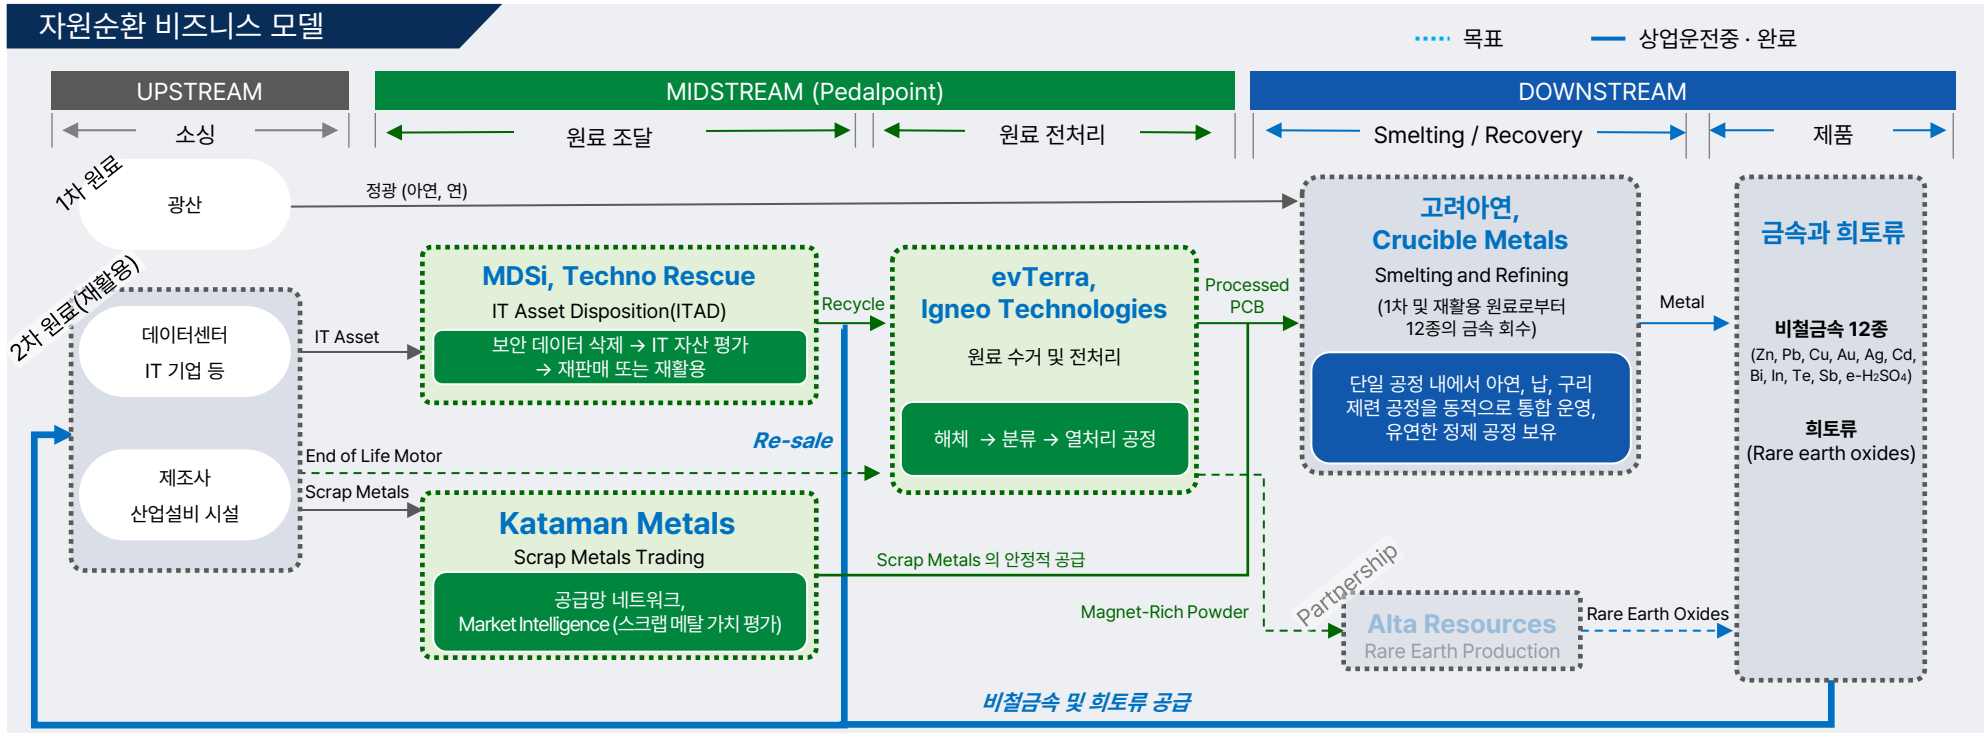 자원순환 비즈니스 모델
목표
상업운전중 · 완료
UPSTREAM
MIDSTREAM (Pedalpoint)
DOWNSTREAM
소싱
원료 조달
원료 전처리
Smelting / Recovery
제품
1차 원료
광산
정광 (아연, 연)
2차 원료(재활용)
데이터센터
IT 기업 등
IT Asset
제조사
산업설비 시설
End of Life Motor
Scrap Metals
MDSi, Techno Rescue
IT Asset Disposition(ITAD)
보안 데이터 삭제 → IT 자산 평가
→ 재판매 또는 재활용
Recycle
Re-sale
Kataman Metals
Scrap Metals Trading
공급망 네트워크,
Market Intelligence (스크랩 메탈 가치 평가)
evTerra,
Igneo Technologies
원료 수거 및 전처리
해체 → 분류 → 열처리 공정
Processed
PCB
Scrap Metals 의 안정적 공급
Magnet-Rich Powder
고려아연,
Crucible Metals
Smelting and Refining
(1차 및 재활용 원료로부터
12종의 금속 회수)
단일 공정 내에서 아연, 납, 구리
제련 공정을 동적으로 통합 운영,
유연한 정제 공정 보유
Metal
Partnership
Alta Resources
Rare Earth Production
Rare Earth Oxides
금속과 희토류
비철금속 12종
(Zn, Pb, Cu, Au, Ag, Cd,
Bi, In, Te, Sb, e-H₂SO₄)
희토류
(Rare earth oxides)
비철금속 및 희토류 공급